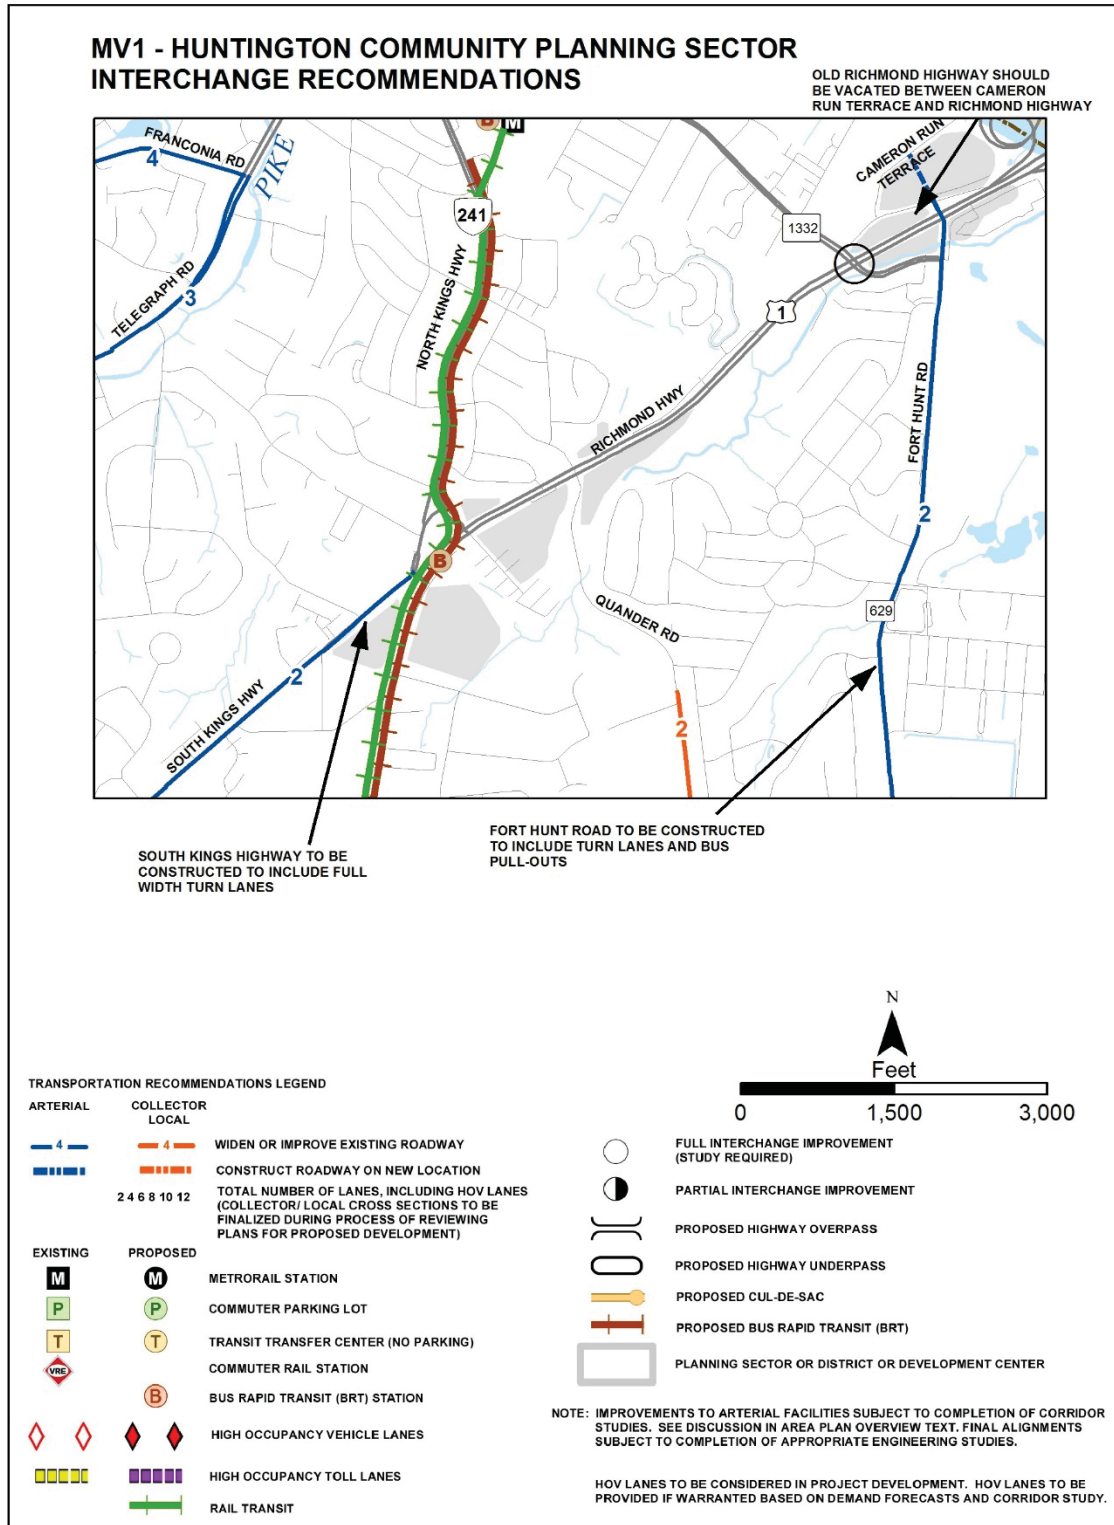 MV1 - HUNTINGTON COMMUNITY PLANNING SECTOR
INTERCHANGE RECOMMENDATIONS
OLD RICHMOND HIGHWAY SHOULD
BE VACATED BETWEEN CAMERON
RUN TERRACE AND RICHMOND HIGHWAY
FRANCONIA RD
4
PIKE
TELEGRAPH RD
3
B
M
241
NORTH KINGS HWY
CAMERON RUN
TERRACE
1332
1
RICHMOND HWY
FORT HUNT RD
2
B
QUANDER RD
629
2
SOUTH KINGS HWY
2
SOUTH KINGS HIGHWAY TO BE
CONSTRUCTED TO INCLUDE FULL
WIDTH TURN LANES
FORT HUNT ROAD TO BE CONSTRUCTED
TO INCLUDE TURN LANES AND BUS
PULL-OUTS
N
Feet
0 1,500 3,000
TRANSPORTATION RECOMMENDATIONS LEGEND
ARTERIAL COLLECTOR
LOCAL
4 4 WIDEN OR IMPROVE EXISTING ROADWAY
CONSTRUCT ROADWAY ON NEW LOCATION
2 4 6 8 10 12 TOTAL NUMBER OF LANES, INCLUDING HOV LANES
(COLLECTOR/ LOCAL CROSS SECTIONS TO BE
FINALIZED DURING PROCESS OF REVIEWING
PLANS FOR PROPOSED DEVELOPMENT)
EXISTING PROPOSED
M M METRORAIL STATION
P P COMMUTER PARKING LOT
T T TRANSIT TRANSFER CENTER (NO PARKING)
VRE COMMUTER RAIL STATION
B BUS RAPID TRANSIT (BRT) STATION
HIGH OCCUPANCY VEHICLE LANES
HIGH OCCUPANCY TOLL LANES
RAIL TRANSIT
FULL INTERCHANGE IMPROVEMENT
(STUDY REQUIRED)
PARTIAL INTERCHANGE IMPROVEMENT
PROPOSED HIGHWAY OVERPASS
PROPOSED HIGHWAY UNDERPASS
PROPOSED CUL-DE-SAC
PROPOSED BUS RAPID TRANSIT (BRT)
PLANNING SECTOR OR DISTRICT OR DEVELOPMENT CENTER
NOTE: IMPROVEMENTS TO ARTERIAL FACILITIES SUBJECT TO COMPLETION OF CORRIDOR
STUDIES. SEE DISCUSSION IN AREA PLAN OVERVIEW TEXT. FINAL ALIGNMENTS
SUBJECT TO COMPLETION OF APPROPRIATE ENGINEERING STUDIES.
HOV LANES TO BE CONSIDERED IN PROJECT DEVELOPMENT. HOV LANES TO BE
PROVIDED IF WARRANTED BASED ON DEMAND FORECASTS AND CORRIDOR STUDY.